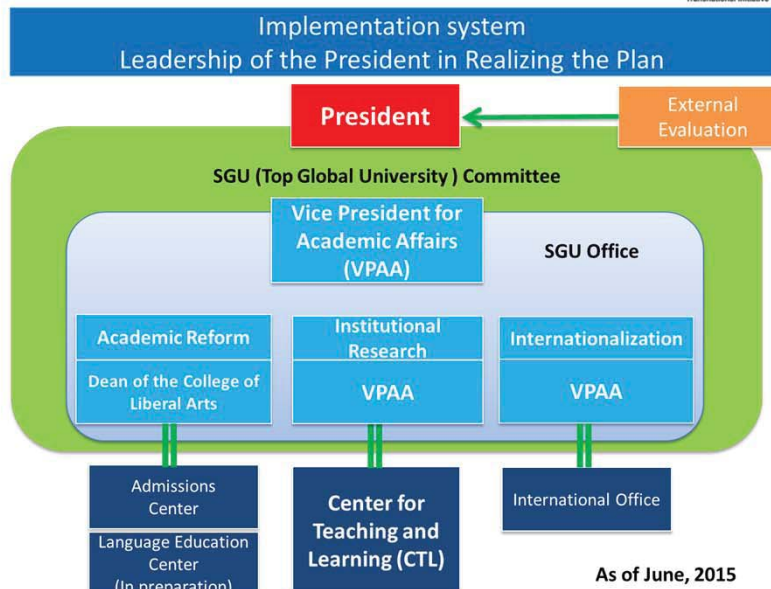 Implementation system
Leadership of the President in Realizing the Plan
President
External
Evaluation
SGU (Top Global University ) Committee
Vice President for
Academic Affairs
(VPAA)
SGU Office
Academic Reform
Dean of the College of
Liberal Arts
Institutional
Research
VPAA
Internationalization
VPAA
Admissions
Center
Language Education
Center
(In preparation)
Center for
Teaching and
Learning (CTL)
International Office
As of June, 2015